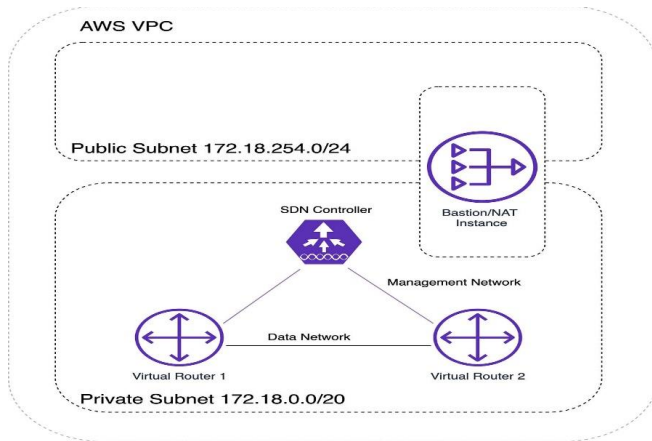 AWS VPC
Public Subnet 172.18.254.0/24
Bastion/NAT
Instance
SDN Controller
Management Network
Data Network
Virtual Router 1
Virtual Router 2
Private Subnet 172.18.0.0/20